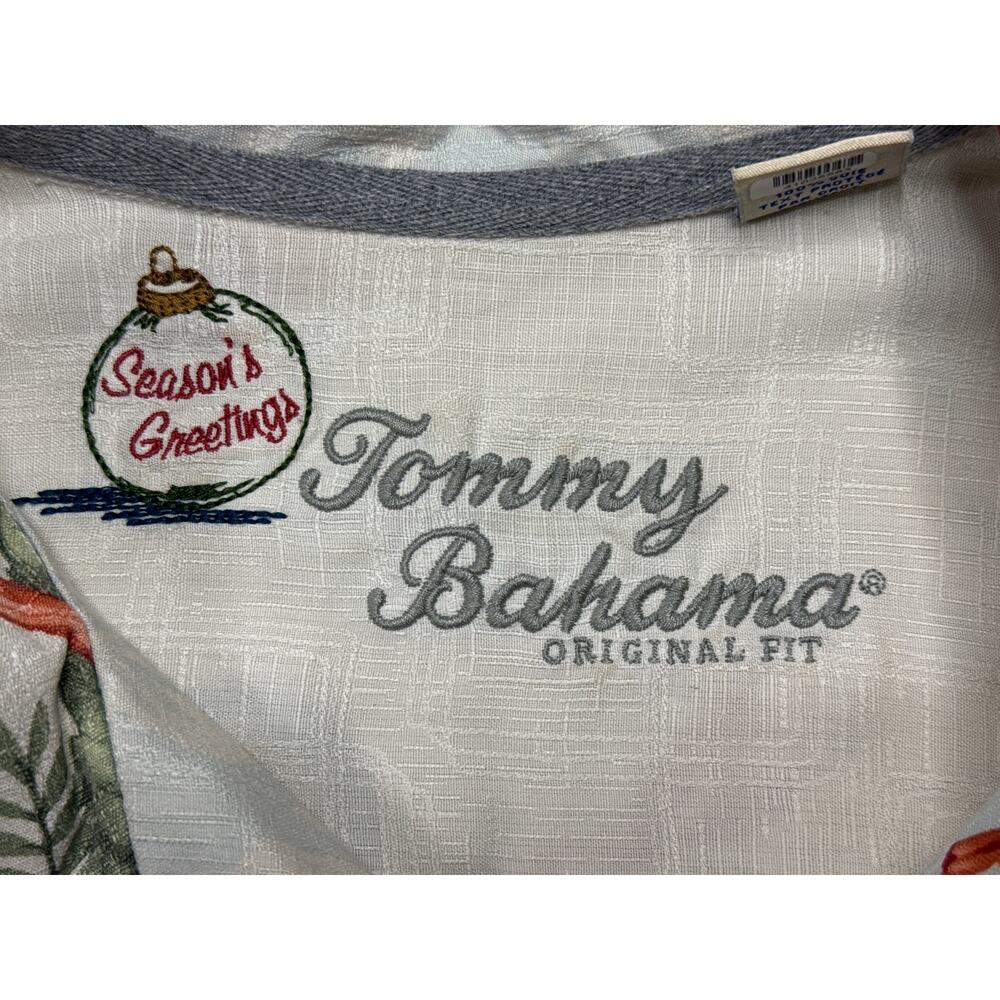 Season's
Greetings
Tommy
Bahama®
ORIGINAL FIT